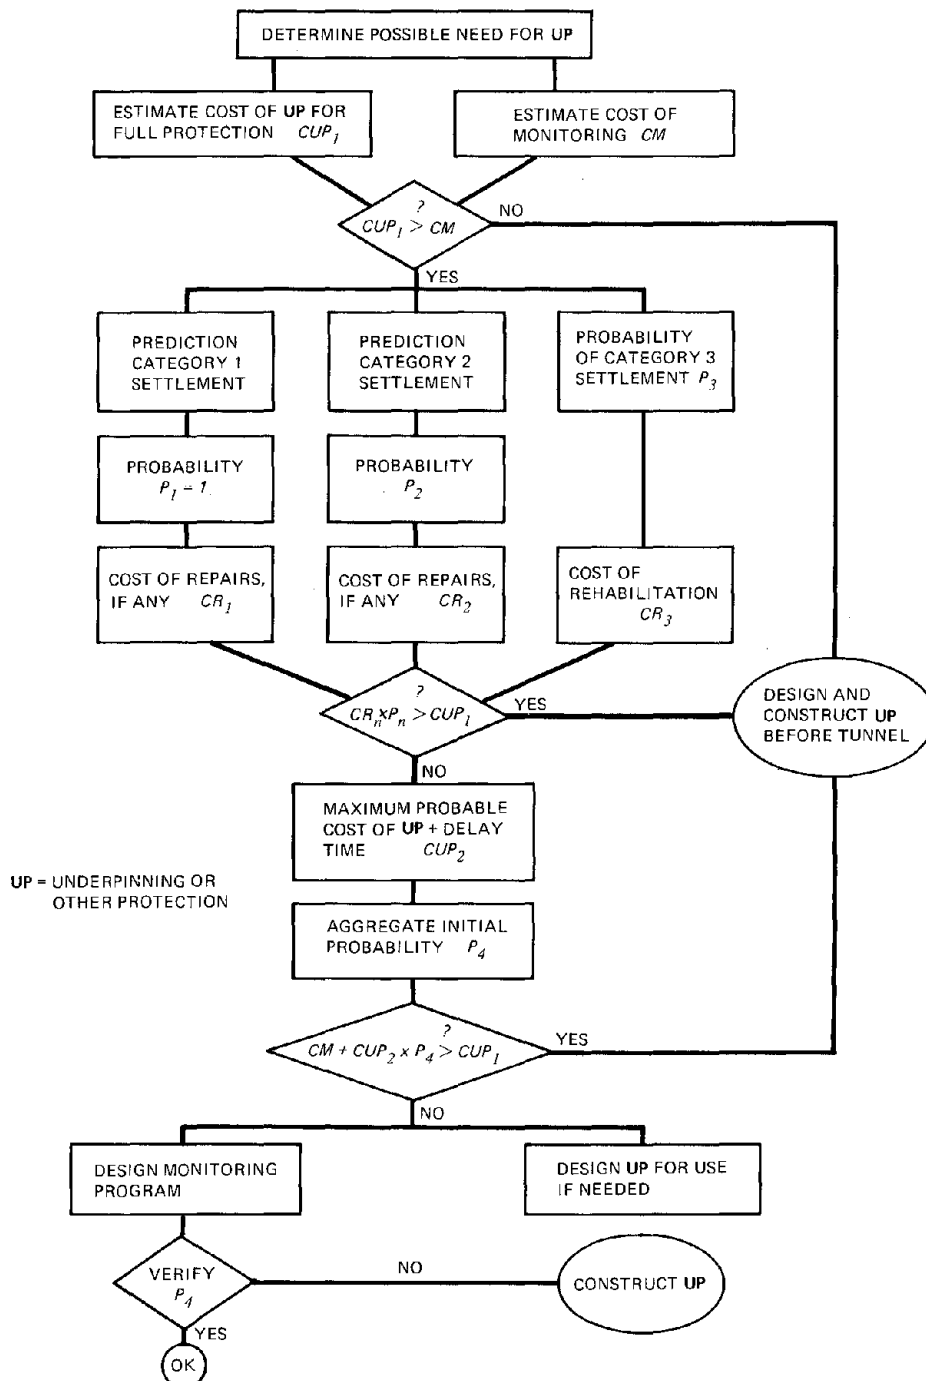 DETERMINE POSSIBLE NEED FOR UP
ESTIMATE COST OF UP FOR
FULL PROTECTION CUP₁
ESTIMATE COST OF
MONITORING CM
?
CUP₁ > CM
NO
YES
PREDICTION
CATEGORY 1
SETTLEMENT
PREDICTION
CATEGORY 2
SETTLEMENT
PROBABILITY
OF CATEGORY 3
SETTLEMENT P₃
PROBABILITY
P₁ = 1.
PROBABILITY
P₂
COST OF REPAIRS,
IF ANY CR₁
COST OF REPAIRS,
IF ANY CR₂
COST OF
REHABILITATION
CR₃
?
CRₙ × Pₙ > CUP₁
YES
DESIGN AND
CONSTRUCT UP
BEFORE TUNNEL
NO
MAXIMUM PROBABLE
COST OF UP + DELAY
TIME CUP₂
UP = UNDERPINNING OR
OTHER PROTECTION
AGGREGATE INITIAL
PROBABILITY P₄
?
CM + CUP₂ × P₄ > CUP₁
YES
NO
DESIGN MONITORING
PROGRAM
DESIGN UP FOR USE
IF NEEDED
VERIFY
P₄
NO
CONSTRUCT UP
YES
OK